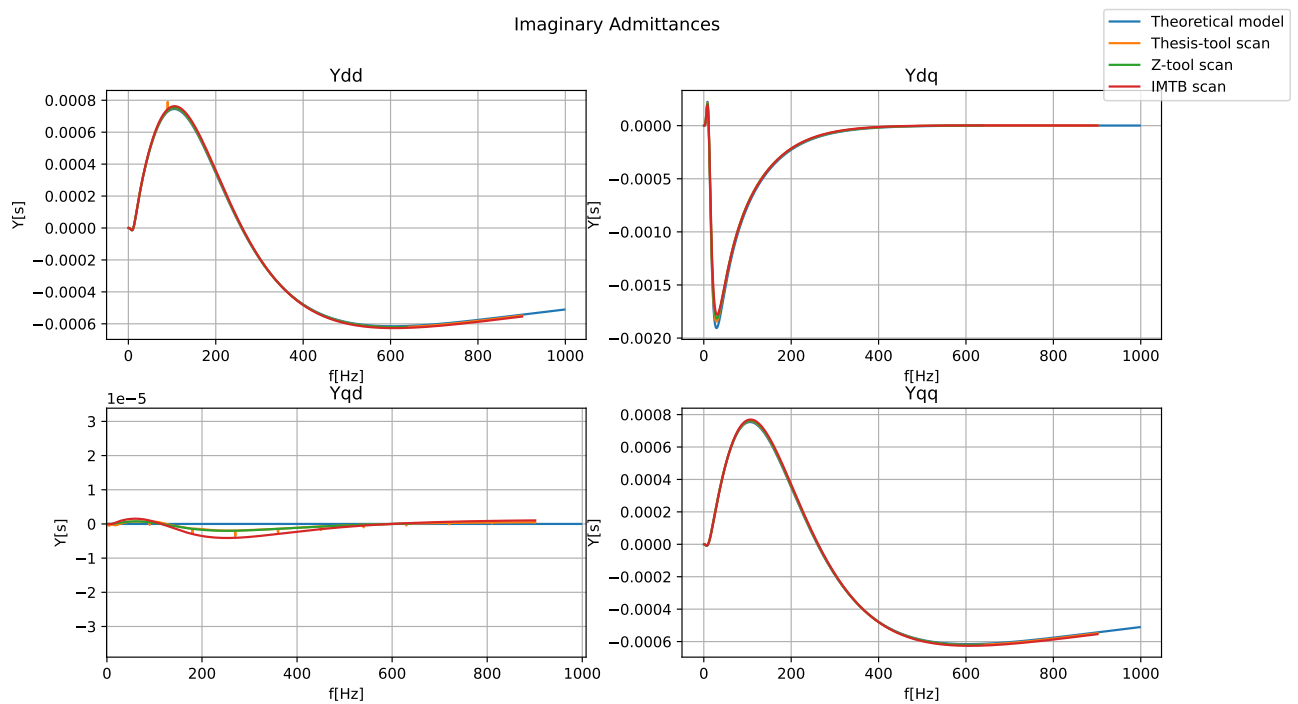 Imaginary Admittances
Theoretical model
Thesis-tool scan
Z-tool scan
IMTB scan
Ydd
0.0008
0.0006
0.0004
0.0002
0.0000
−0.0002
−0.0004
−0.0006
Y[s]
0 200 400 600 800 1000
f[Hz]
Ydq
0.0000
−0.0005
−0.0010
−0.0015
−0.0020
Y[s]
0 200 400 600 800 1000
f[Hz]
Yqd
1e−5
3
2
1
0
−1
−2
−3
Y[s]
0 200 400 600 800 1000
f[Hz]
Yqq
0.0008
0.0006
0.0004
0.0002
0.0000
−0.0002
−0.0004
−0.0006
Y[s]
0 200 400 600 800 1000
f[Hz]